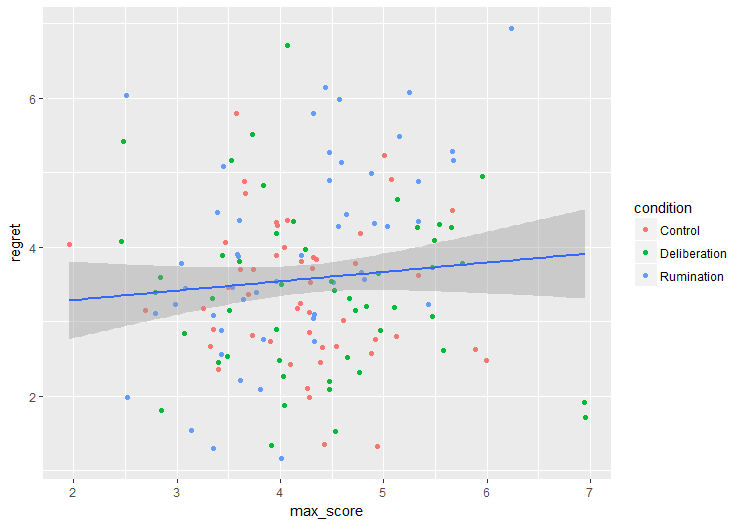 6
4
2
regret
2 3 4 5 6 7
max_score
condition
Control
Deliberation
Rumination